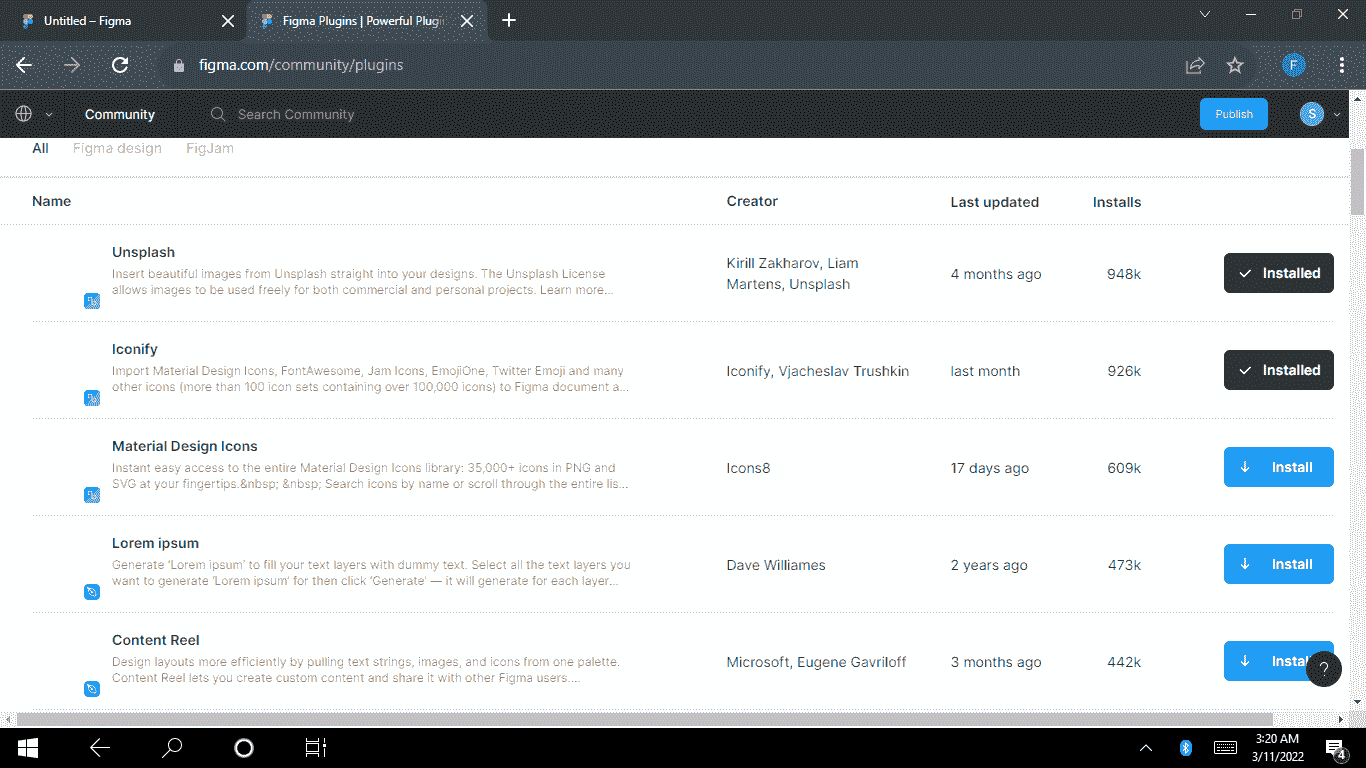 Untitled – Figma
Figma Plugins | Powerful Plugi
figma.com/community/plugins
F
Community
Search Community
Publish
S
All Figma design FigJam
Name Creator Last updated Installs
Unsplash
Insert beautiful images from Unsplash straight into your designs. The Unsplash License
allows images to be used freely for both commercial and personal projects. Learn more...
Kirill Zakharov, Liam
Martens, Unsplash
4 months ago
948k
Installed
Iconify
Import Material Design Icons, FontAwesome, Jam Icons, EmojiOne, Twitter Emoji and many
other icons (more than 100 icon sets containing over 100,000 icons) to Figma document a...
Iconify, Vjacheslav Trushkin
last month
926k
Installed
Material Design Icons
Instant easy access to the entire Material Design Icons library: 35,000+ icons in PNG and
SVG at your fingertips.&nbsp; &nbsp; Search icons by name or scroll through the entire lis...
Icons8
17 days ago
609k
Install
Lorem ipsum
Generate ‘Lorem ipsum’ to fill your text layers with dummy text. Select all the text layers you
want to generate ‘Lorem ipsum’ for then click ‘Generate’ — it will generate for each layer...
Dave Williames
2 years ago
473k
Install
Content Reel
Design layouts more efficiently by pulling text strings, images, and icons from one palette.
Content Reel lets you create custom content and share it with other Figma users....
Microsoft, Eugene Gavriloff
3 months ago
442k
Install
?
3:20 AM
3/11/2022
4